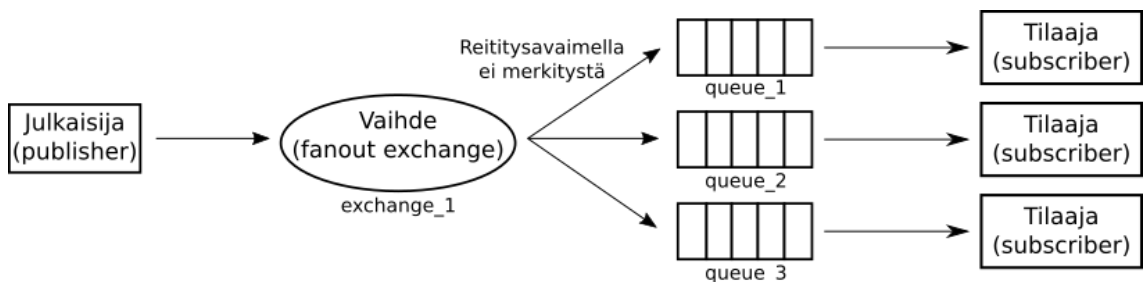 Julkaisija
(publisher)
Vaihde
(fanout exchange)
exchange_1
Reititysavaimella
ei merkitystä
queue_1
Tilaaja
(subscriber)
queue_2
Tilaaja
(subscriber)
queue_3
Tilaaja
(subscriber)